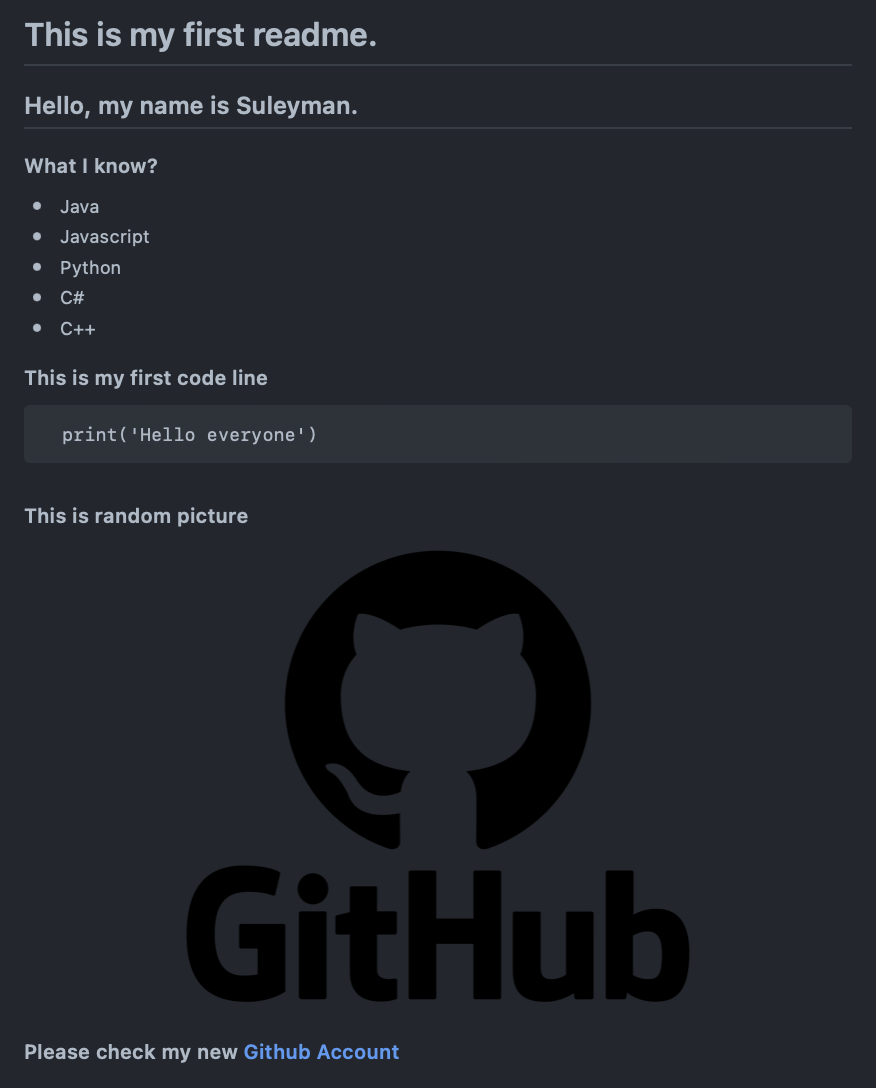 This is my first readme.
Hello, my name is Suleyman.
What I know?
Java
Javascript
Python
C#
C++
This is my first code line
print('Hello everyone')
This is random picture
GitHub
Please check my new Github Account